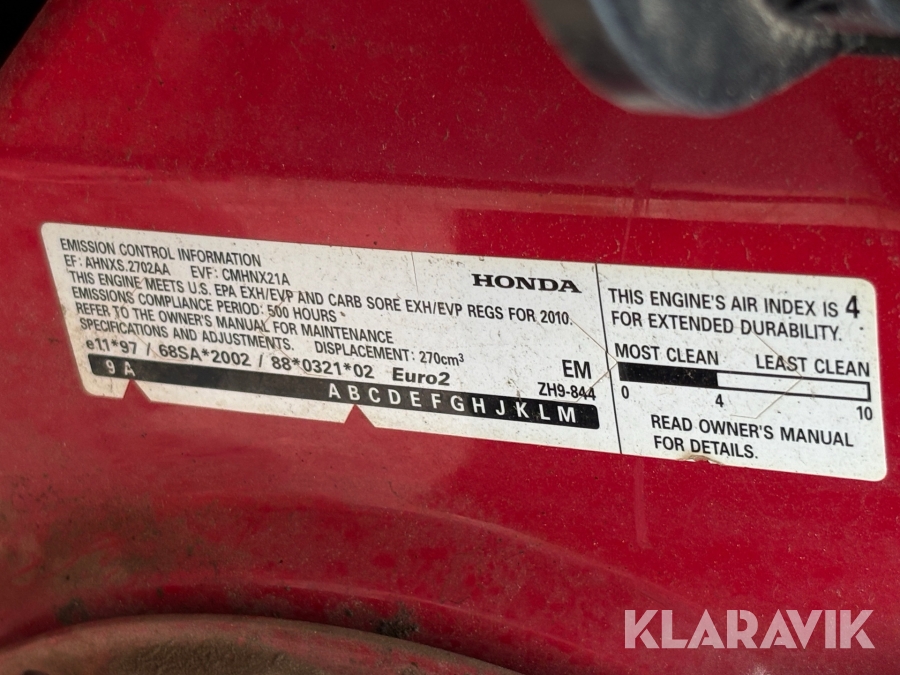 EMISSION CONTROL INFORMATION
EF: AHNXS.2702AA EVF: CMHNX21A
HONDA
THIS ENGINE MEETS U.S. EPA EXH/EVP AND CARB SORE EXH/EVP REGS FOR 2010.
EMISSIONS COMPLIANCE PERIOD: 500 HOURS
REFER TO THE OWNER'S MANUAL FOR MAINTENANCE
SPECIFICATIONS AND ADJUSTMENTS. DISPLACEMENT: 270cm³
e11*97 / 68SA*2002 / 88*0321*02 Euro2
EM
ZH9-844
9 A
A B C D E F G H J K L M
THIS ENGINE'S AIR INDEX IS 4
FOR EXTENDED DURABILITY.
MOST CLEAN LEAST CLEAN
0 4 10
READ OWNER'S MANUAL
FOR DETAILS.
KLARAVIK